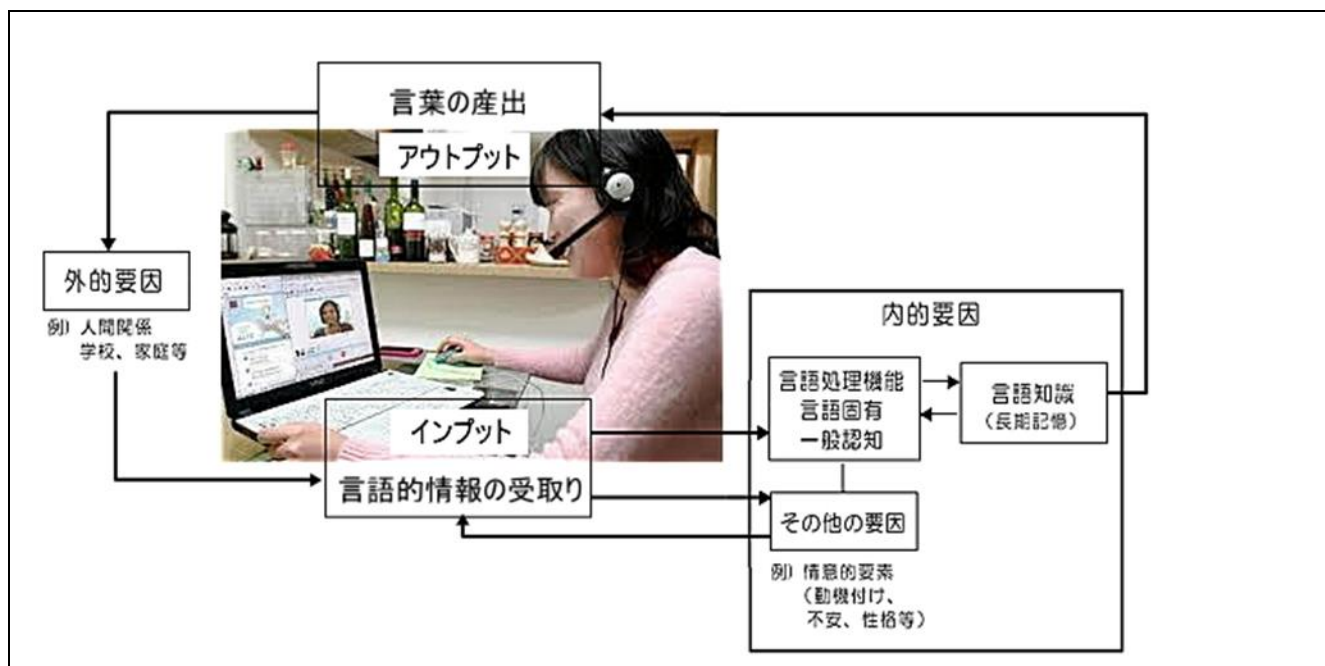 言葉の産出
アウトプット
外的要因
例) 人間関係
学校、家庭等
インプット
言語的情報の受取り
内的要因
言語処理機能
言語固有
一般認知
言語知識
(長期記憶)
その他の要因
例) 情意的要素
(動機付け、
不安、性格等)